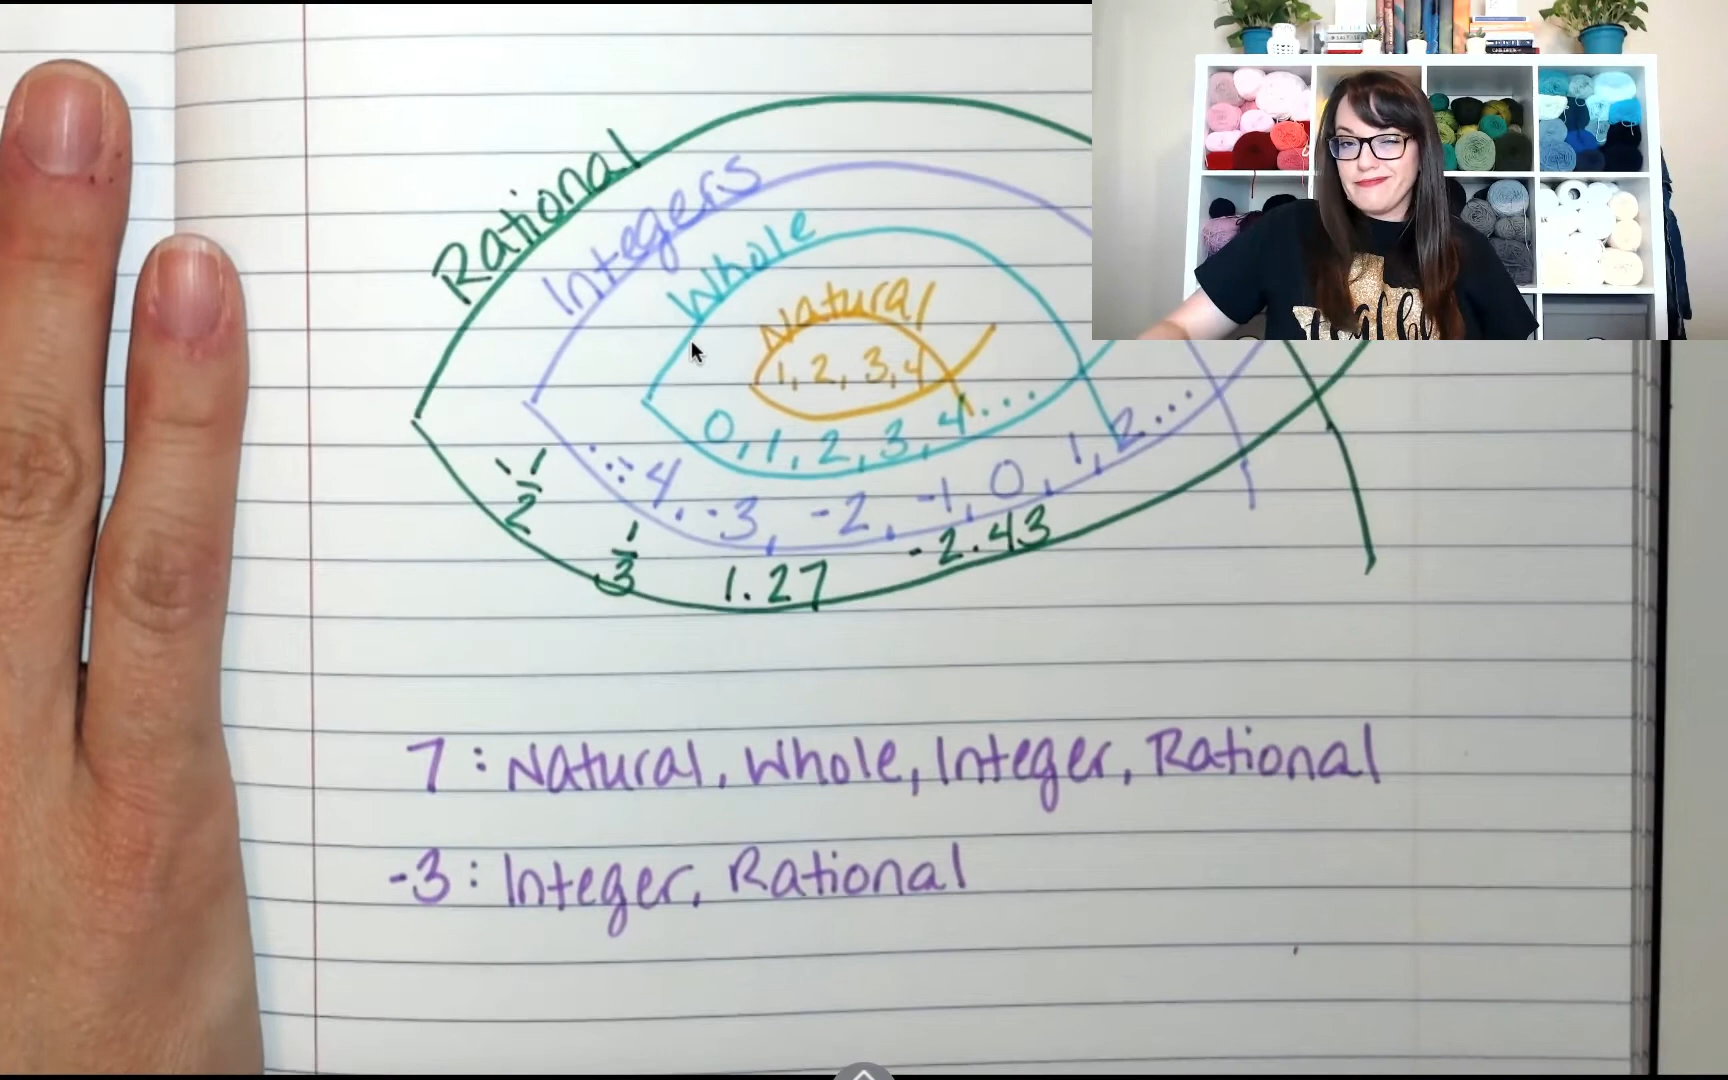 Rational
Integers
Whole
Natural
1, 2, 3, 4
0, 1, 2, 3, 4...
...-4, -3, -2, -1, 0, 1, 2...
-1/2
1/3
1.27
-2.43
7: Natural, Whole, Integer, Rational
-3: Integer, Rational